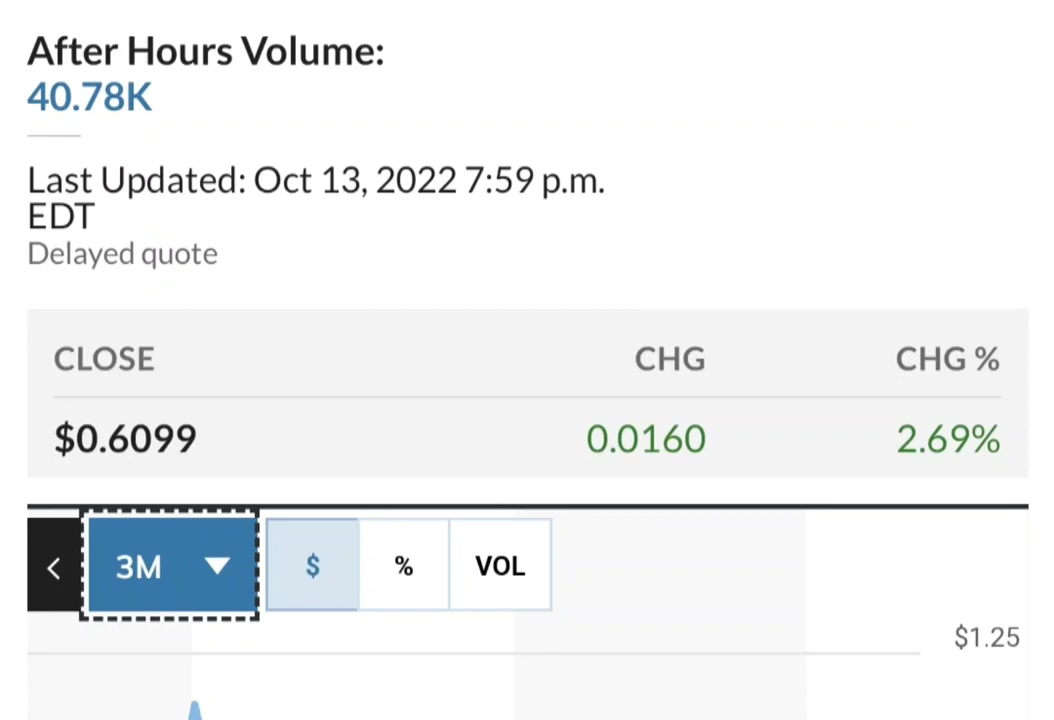 After Hours Volume:
40.78K
Last Updated: Oct 13, 2022 7:59 p.m.
EDT
Delayed quote
CLOSE CHG CHG %
$0.6099 0.0160 2.69%
3M $ % VOL
$1.25